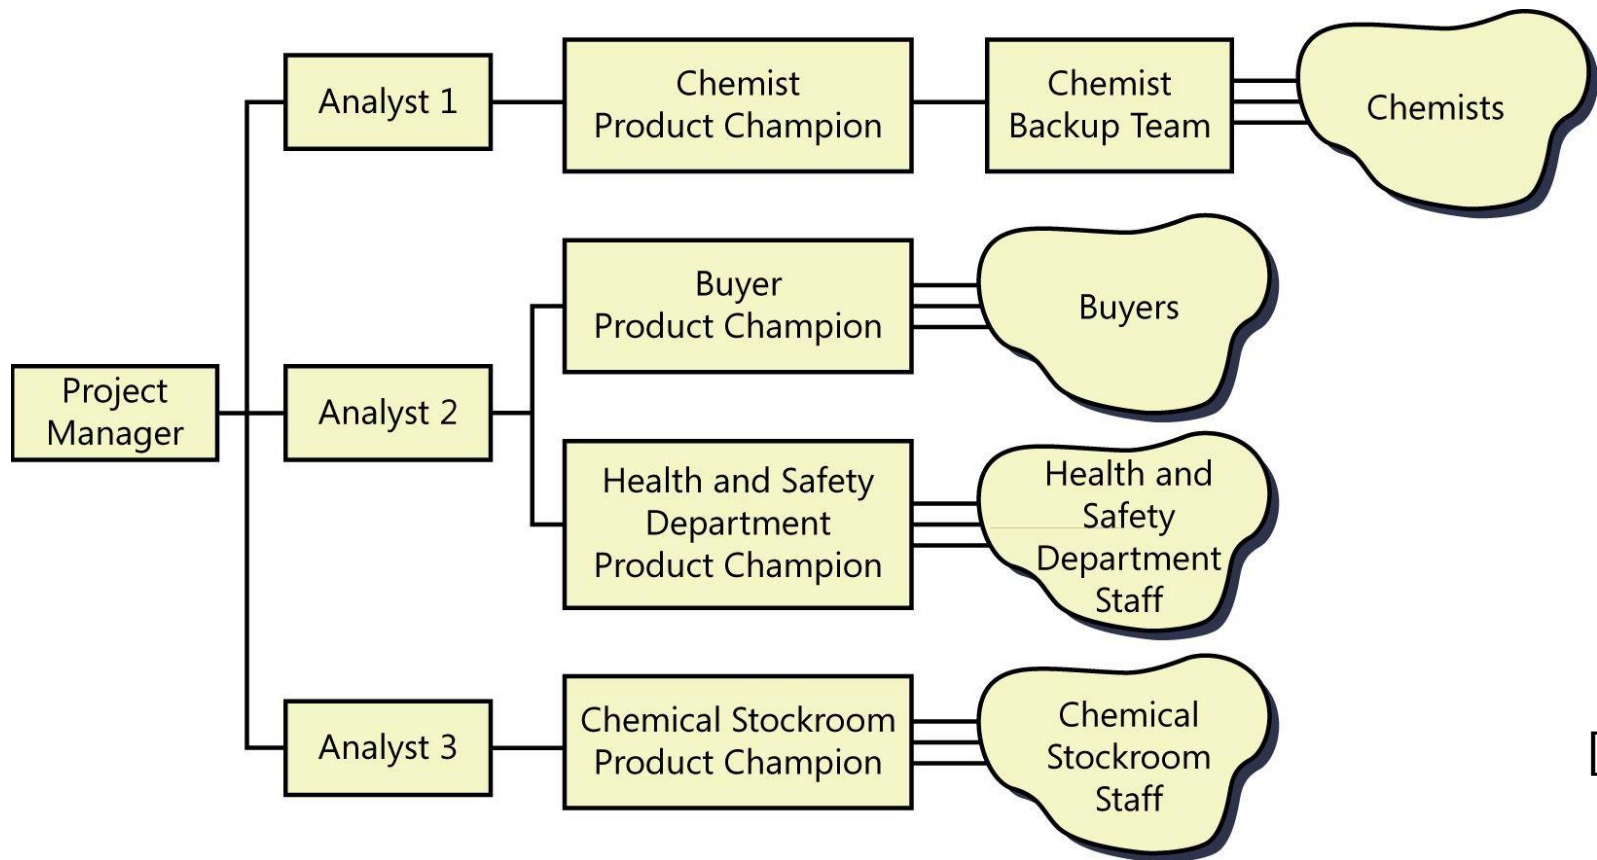 Analyst 1
Chemist
Product Champion
Chemist
Backup Team
Chemists
Project
Manager
Analyst 2
Buyer
Product Champion
Buyers
Health and Safety
Department
Product Champion
Health and
Safety
Department
Staff
Analyst 3
Chemical Stockroom
Product Champion
Chemical
Stockroom
Staff
[